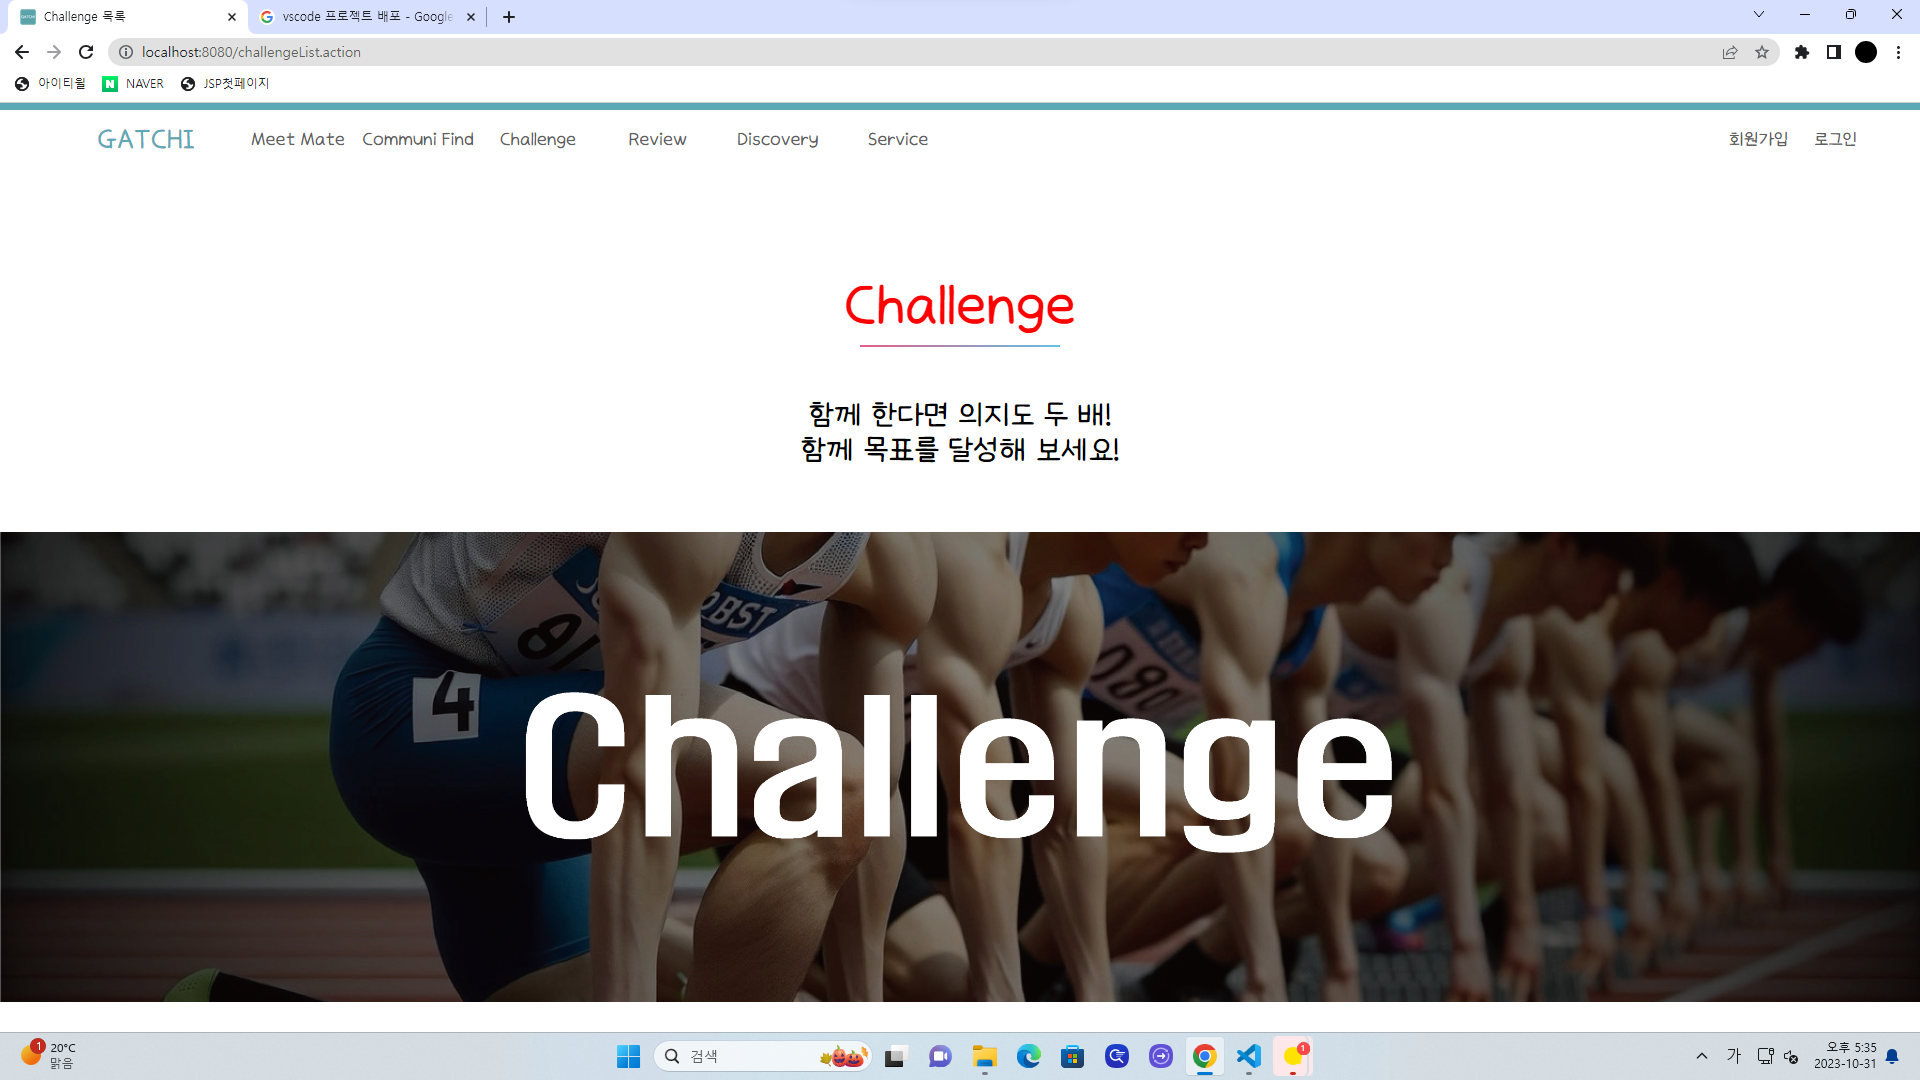 Challenge 목록
vscode 프로젝트 배포 - Google
localhost:8080/challengeList.action
아이티윌
NAVER
JSP첫페이지
GATCHI
Meet Mate
Communi Find
Challenge
Review
Discovery
Service
회원가입
로그인
Challenge
함께 한다면 의지도 두 배!
함께 목표를 달성해 보세요!
4
Challenge
1
20°C
맑음
검색
1
가
오후 5:35
2023-10-31